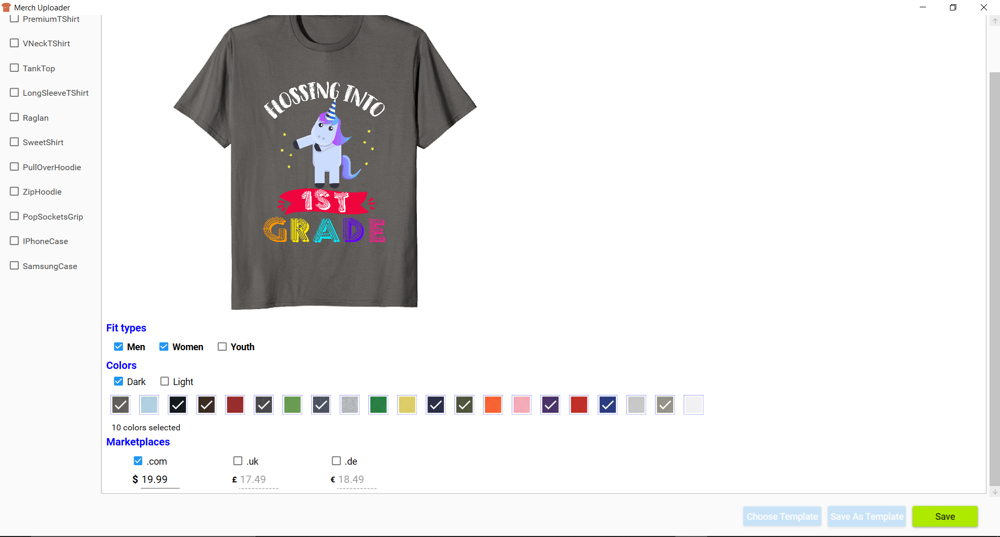 Merch Uploader
PremiumTShirt
VNeckTShirt
TankTop
LongSleeveTShirt
Raglan
SweetShirt
PullOverHoodie
ZipHoodie
PopSocketsGrip
IPhoneCase
SamsungCase
FLOSSING INTO
1ST
GRADE
Fit types
Men Women Youth
Colors
Dark Light
10 colors selected
Marketplaces
.com .uk .de
$ 19.99 £ 17.49 € 18.49
Choose Template Save As Template Save